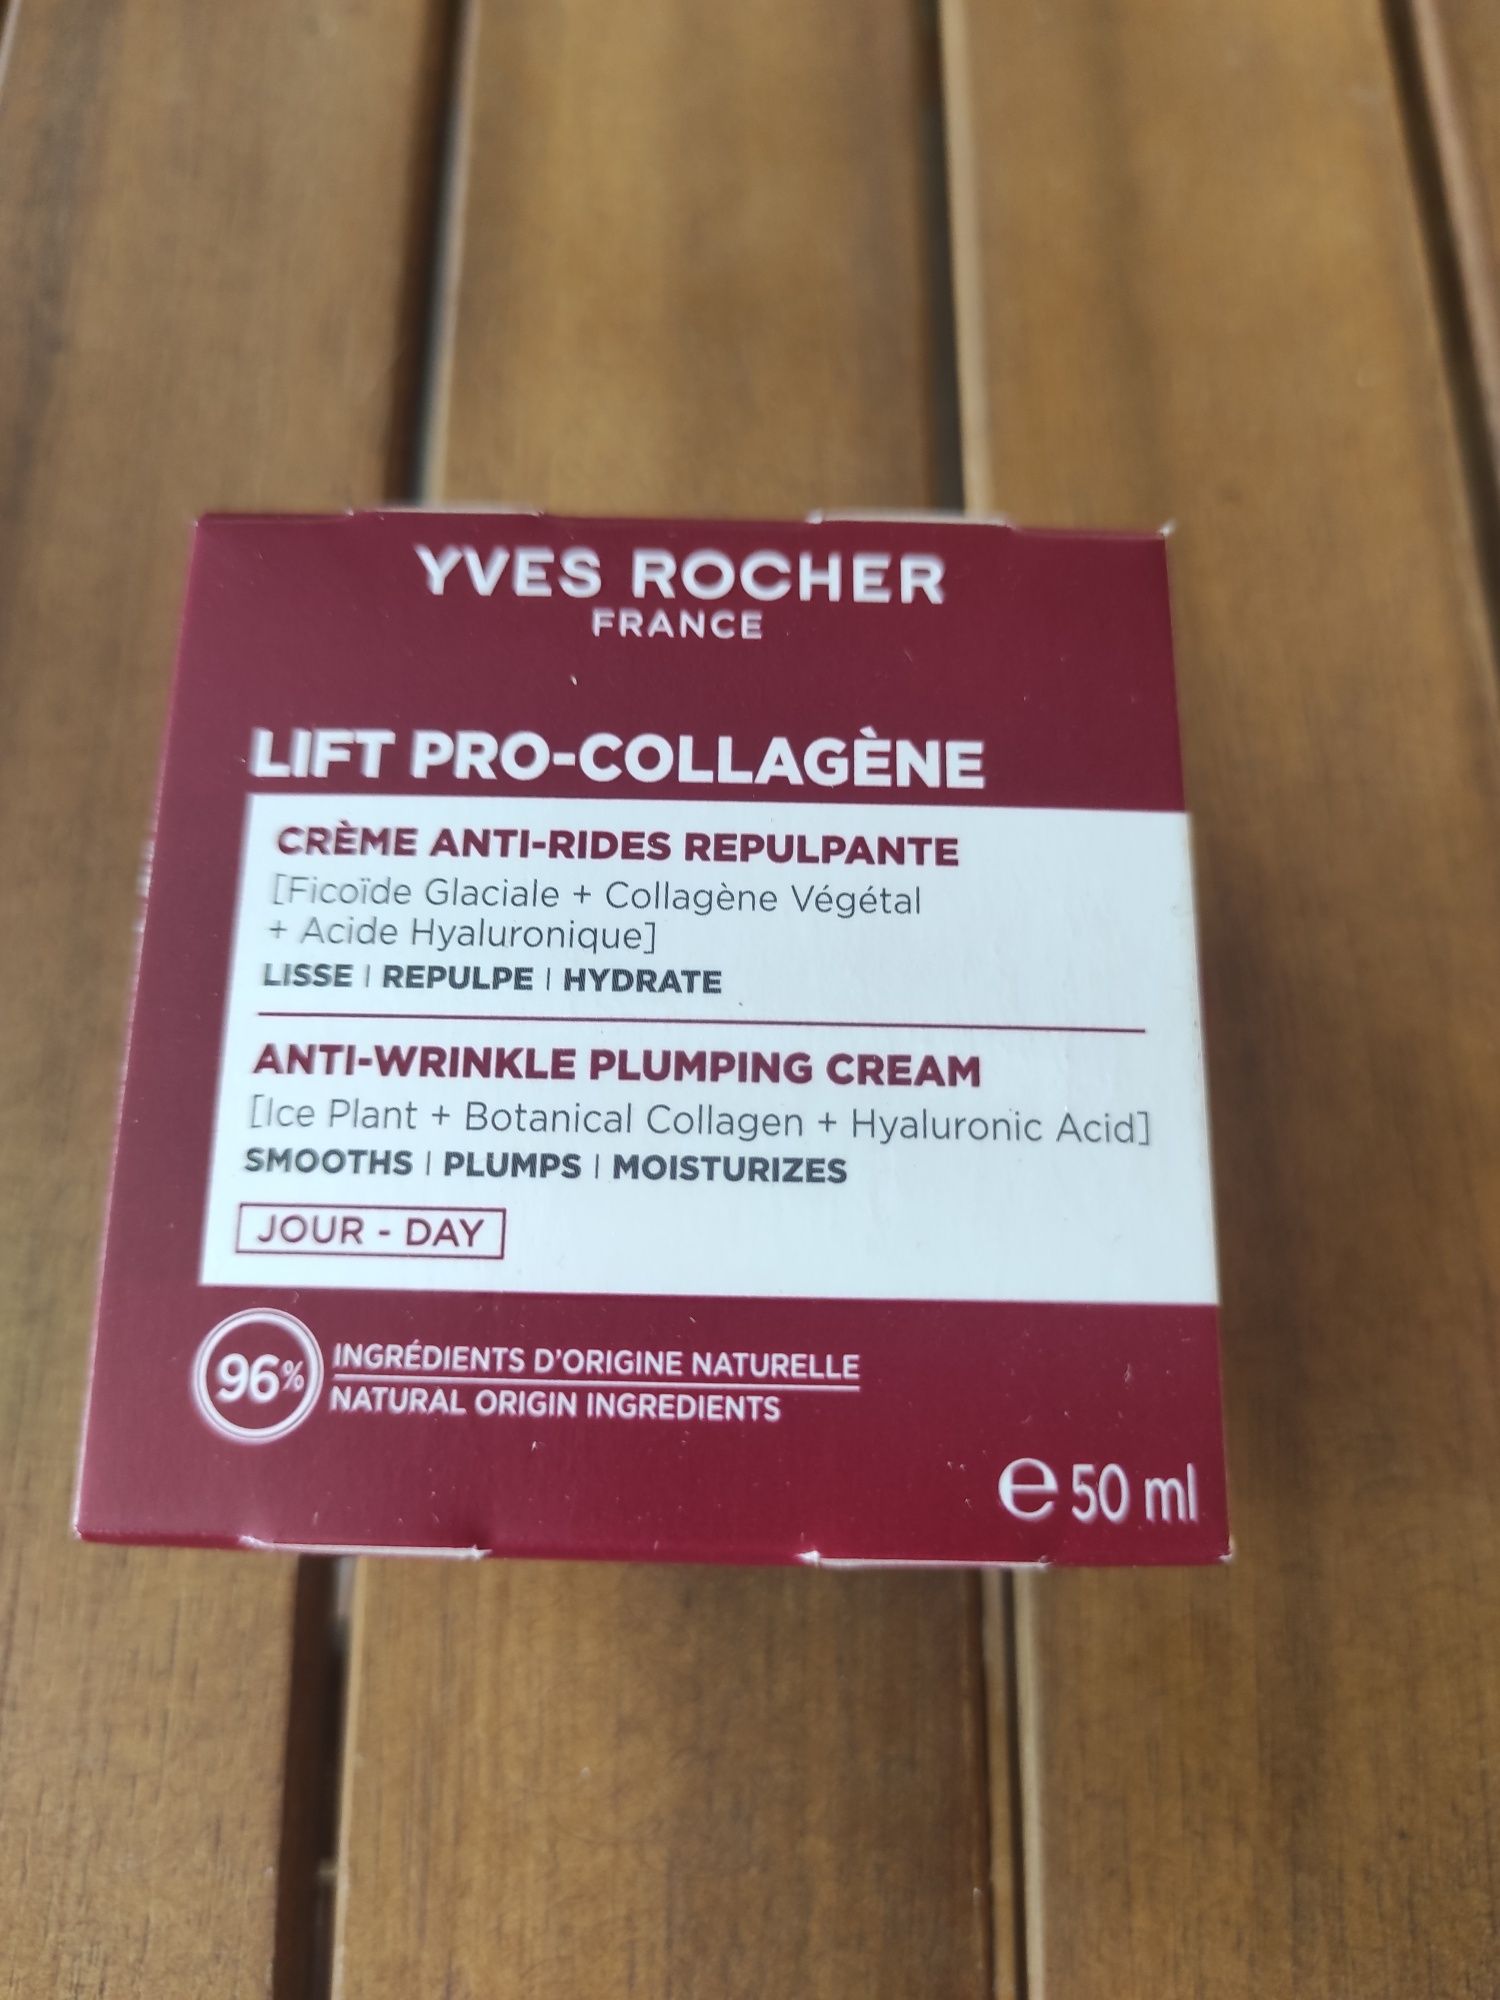 YVES ROCHER
FRANCE
LIFT PRO-COLLAGÈNE
CRÈME ANTI-RIDES REPULPANTE
[Ficoïde Glaciale + Collagène Végétal
+ Acide Hyaluronique]
LISSE | REPULPE | HYDRATE
ANTI-WRINKLE PLUMPING CREAM
[Ice Plant + Botanical Collagen + Hyaluronic Acid]
SMOOTHS | PLUMPS | MOISTURIZES
JOUR - DAY
96%
INGRÉDIENTS D'ORIGINE NATURELLE
NATURAL ORIGIN INGREDIENTS
℮ 50 ml